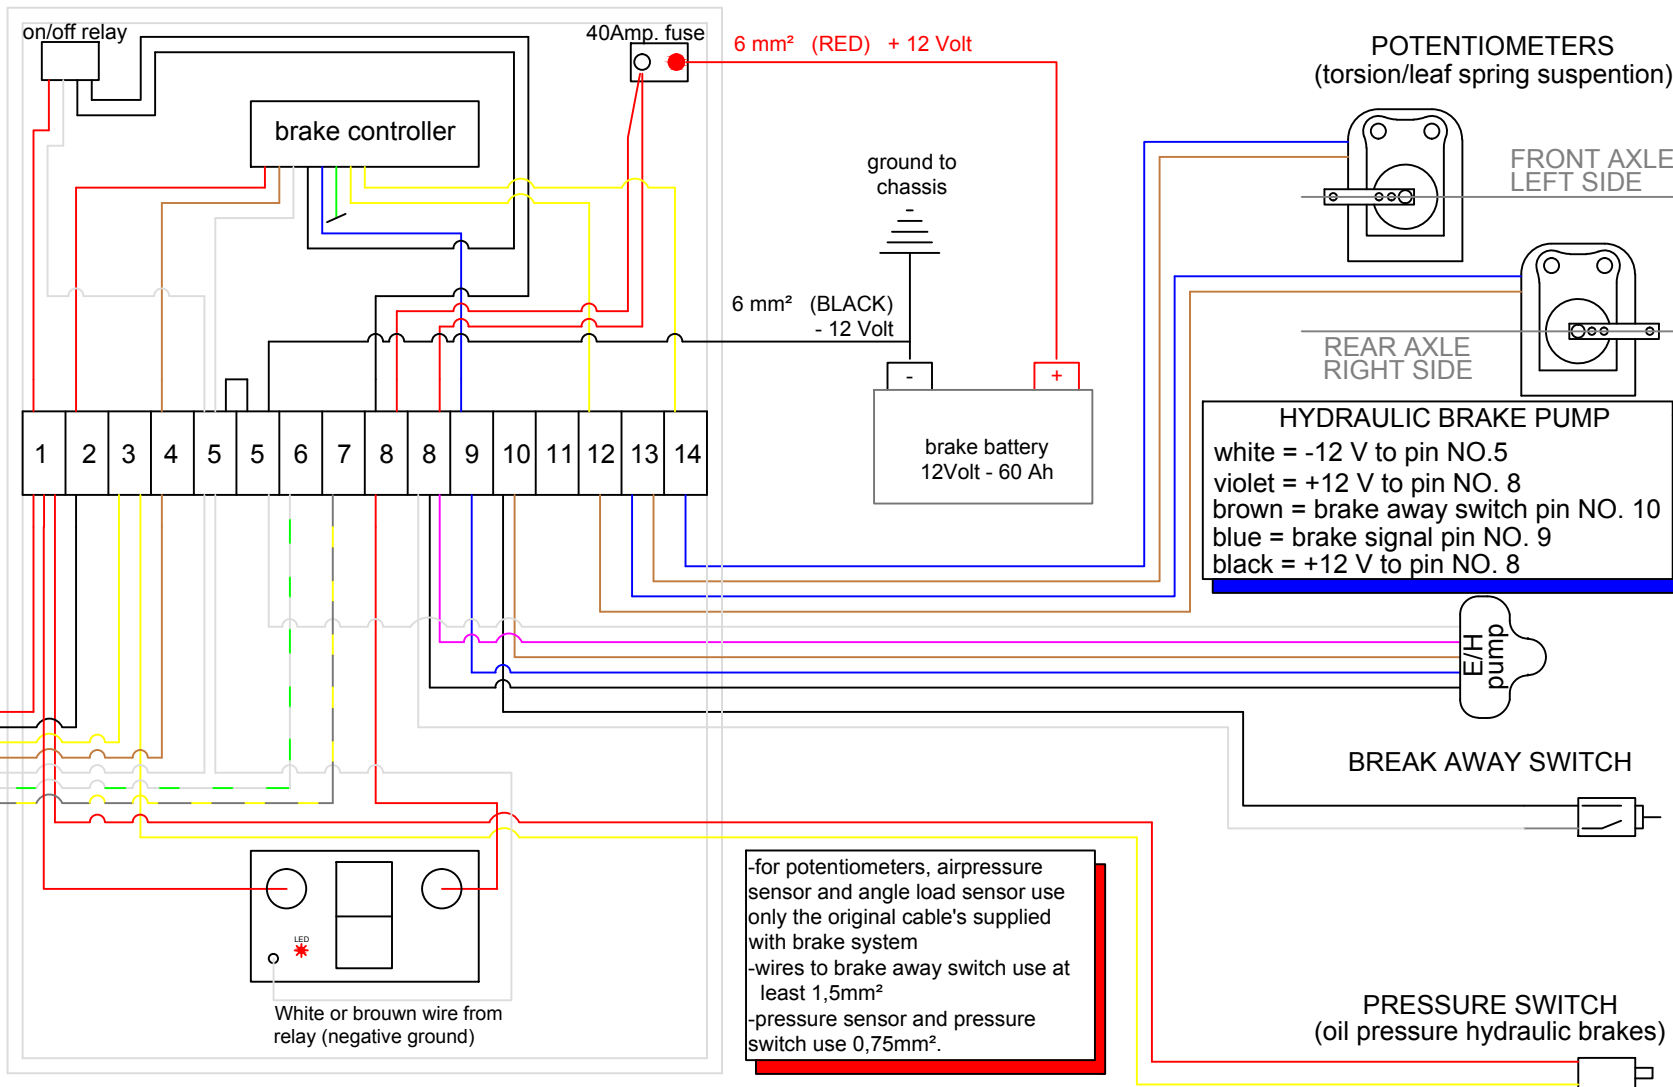 on/off relay
40Amp. fuse
6 mm² (RED) + 12 Volt
POTENTIOMETERS
(torsion/leaf spring suspention)
brake controller
ground to
chassis
-
FRONT AXLE
LEFT SIDE
6 mm² (BLACK)
- 12 Volt
REAR AXLE
RIGHT SIDE
- +
brake battery
12Volt - 60 Ah
1 2 3 4 5 5 6 7 8 8 9 10 11 12 13 14
HYDRAULIC BRAKE PUMP
white = -12 V to pin NO.5
violet = +12 V to pin NO. 8
brown = brake away switch pin NO. 10
blue = brake signal pin NO. 9
black = +12 V to pin NO. 8
E/H
pump
BREAK AWAY SWITCH
LED
White or brouwn wire from
relay (negative ground)
-for potentiometers, airpressure
sensor and angle load sensor use
only the original cable's supplied
with brake system
-wires to brake away switch use at
least 1,5mm²
-pressure sensor and pressure
switch use 0,75mm².
PRESSURE SWITCH
(oil pressure hydraulic brakes)